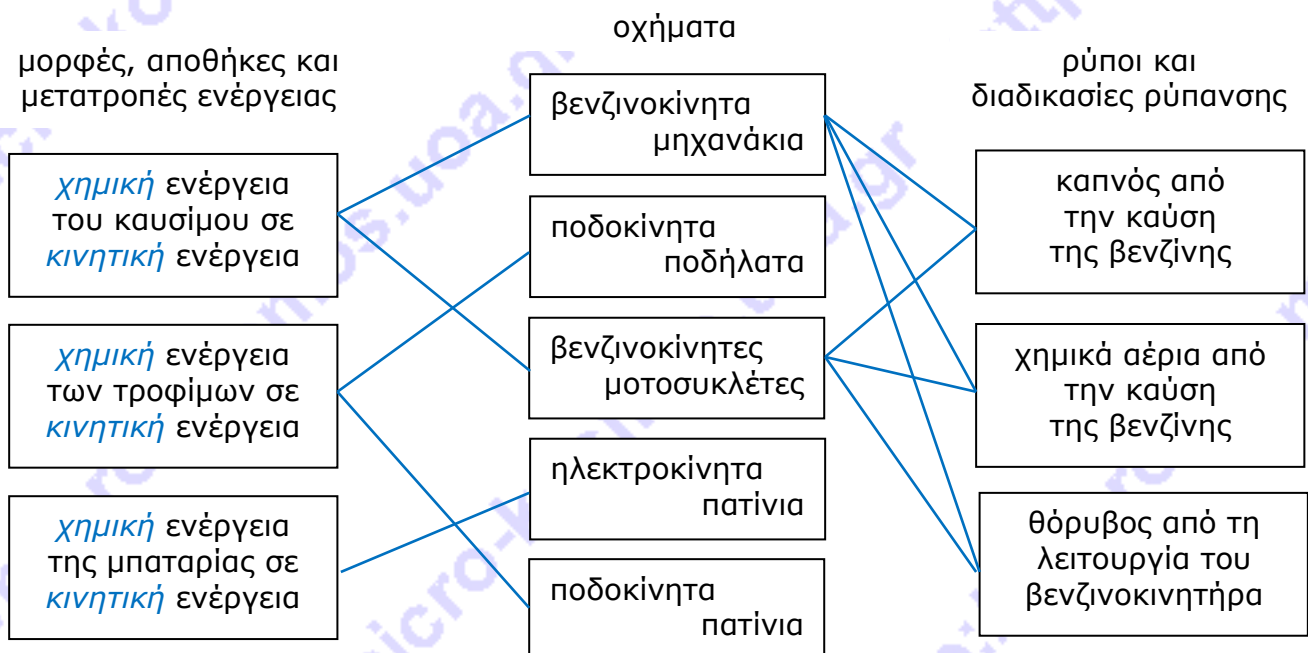 μορφές, αποθήκες και
μετατροπές ενέργειας
χημική ενέργεια
του καυσίμου σε
κινητική ενέργεια
χημική ενέργεια
των τροφίμων σε
κινητική ενέργεια
χημική ενέργεια
της μπαταρίας σε
κινητική ενέργεια
οχήματα
βενζινοκίνητα
μηχανάκια
ποδοκίνητα
ποδήλατα
βενζινοκίνητες
μοτοσυκλέτες
ηλεκτροκίνητα
πατίνια
ποδοκίνητα
πατίνια
ρύποι και
διαδικασίες ρύπανσης
καπνός από
την καύση
της βενζίνης
χημικά αέρια από
την καύση
της βενζίνης
θόρυβος από τη
λειτουργία του
βενζινοκινητήρα